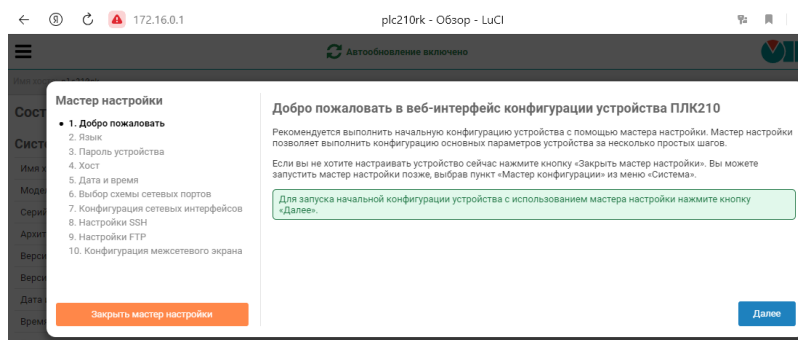 172.16.0.1
plc210rk - Обзор - LuCI
Автообновление включено
Мастер настройки
1. Добро пожаловать
2. Язык
3. Пароль устройства
4. Хост
5. Дата и время
6. Выбор схемы сетевых портов
7. Конфигурация сетевых интерфейсов
8. Настройки SSH
9. Настройки FTP
10. Конфигурация межсетевого экрана
Закрыть мастер настройки
Добро пожаловать в веб-интерфейс конфигурации устройства ПЛК210
Рекомендуется выполнить начальную конфигурацию устройства с помощью мастера настройки. Мастер настройки
позволяет выполнить конфигурацию основных параметров устройства за несколько простых шагов.
Если вы не хотите настраивать устройство сейчас нажмите кнопку «Закрыть мастер настройки». Вы можете
запустить мастер настройки позже, выбрав пункт «Мастер конфигурации» из меню «Система».
Для запуска начальной конфигурации устройства с использованием мастера настройки нажмите кнопку
«Далее».
Далее
Сост
Систе
Имя х
Моде
Серий
Архит
Верси
Верси
Дата
Время